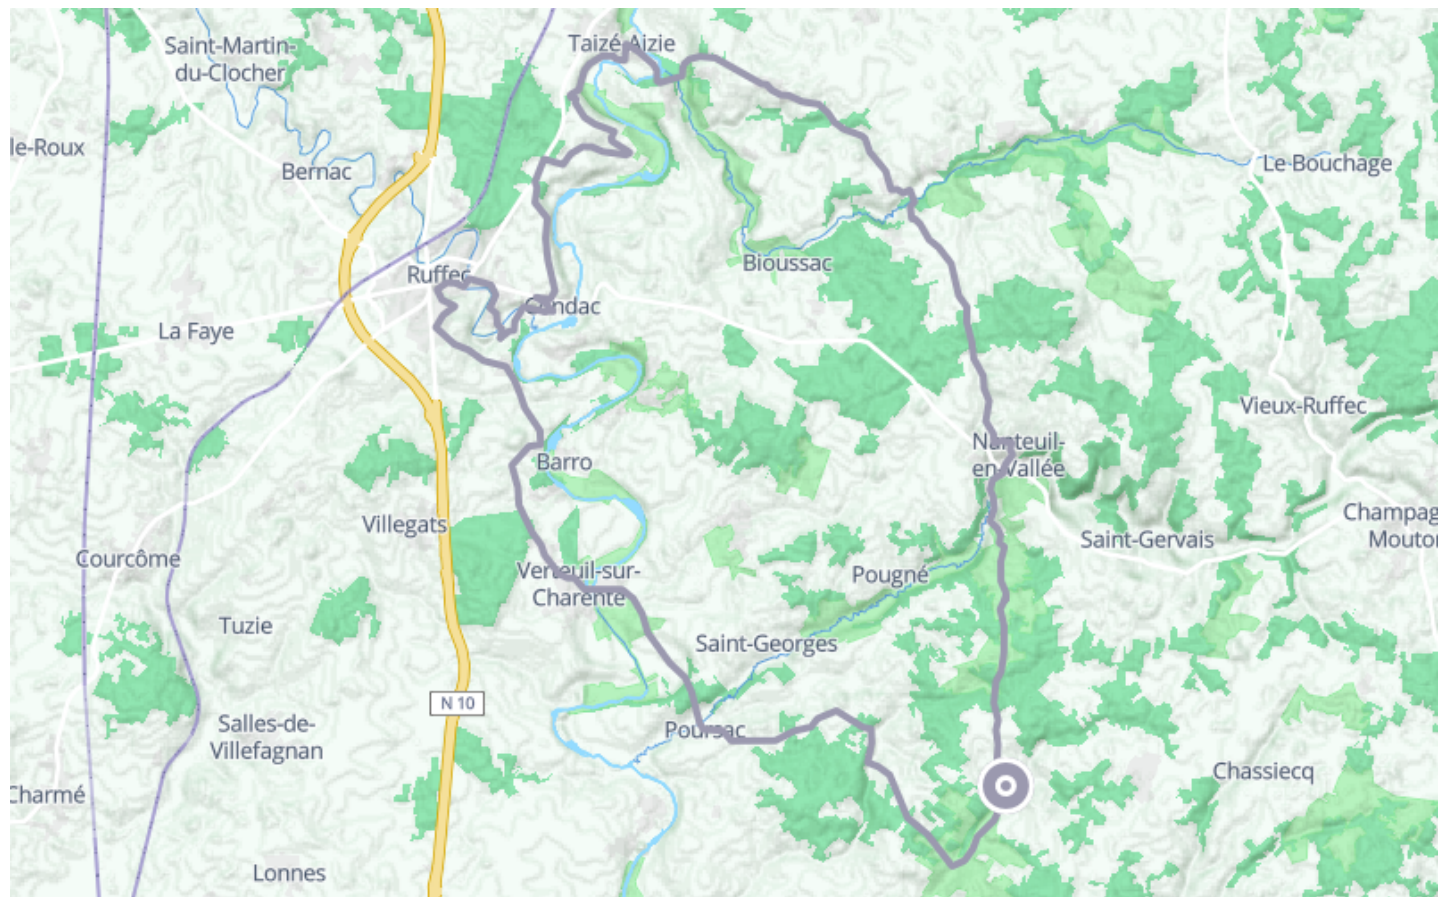 Saint-Martin-
du-Clocher
Taizé-Aizie
le-Roux
Bernac
Le Bouchage
Ruffec
Bioussac
Condac
La Faye
Vieux-Ruffec
Nanteuil-
en-Vallée
Barro
Villegats
Champag
Mouton
Saint-Gervais
Courcôme
Verteuil-sur-
Charente
Pougné
Tuzie
Saint-Georges
N 10
Salles-de-
Villefagnan
Poursac
Chassiecq
Charmé
Lonnes